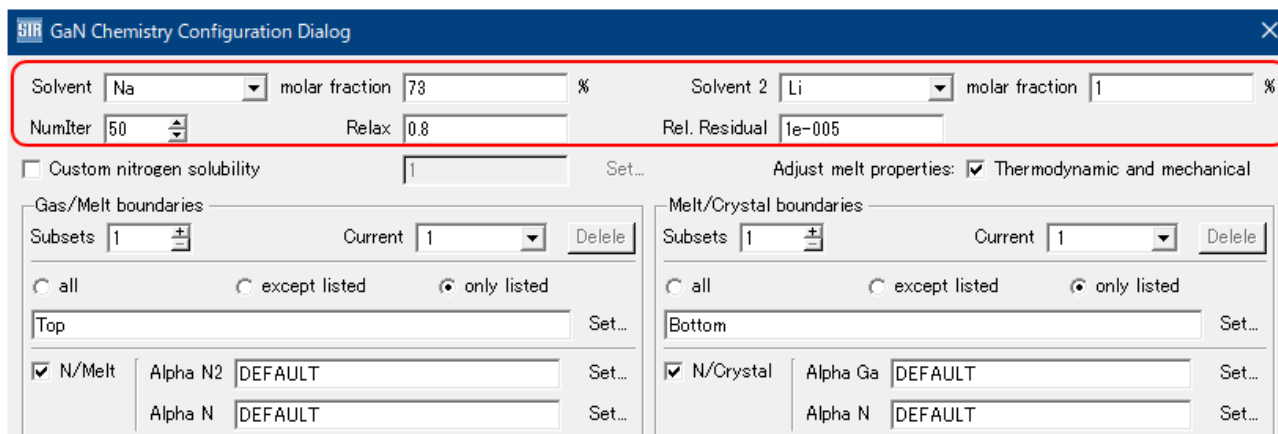 STR GaN Chemistry Configuration Dialog
Solvent Na molar fraction 73 % Solvent 2 Li molar fraction 1 %
NumIter 50 Relax 0.8 Rel. Residual 1e-005
Custom nitrogen solubility 1 Set... Adjust melt properties: Thermodynamic and mechanical
Gas/Melt boundaries Melt/Crystal boundaries
Subsets 1 Current 1 Delele Subsets 1 Current 1 Delele
all except listed only listed all except listed only listed
Top Set... Bottom Set...
N/Melt Alpha N2 DEFAULT Set... N/Crystal Alpha Ga DEFAULT Set...
Alpha N DEFAULT Set... Alpha N DEFAULT Set...